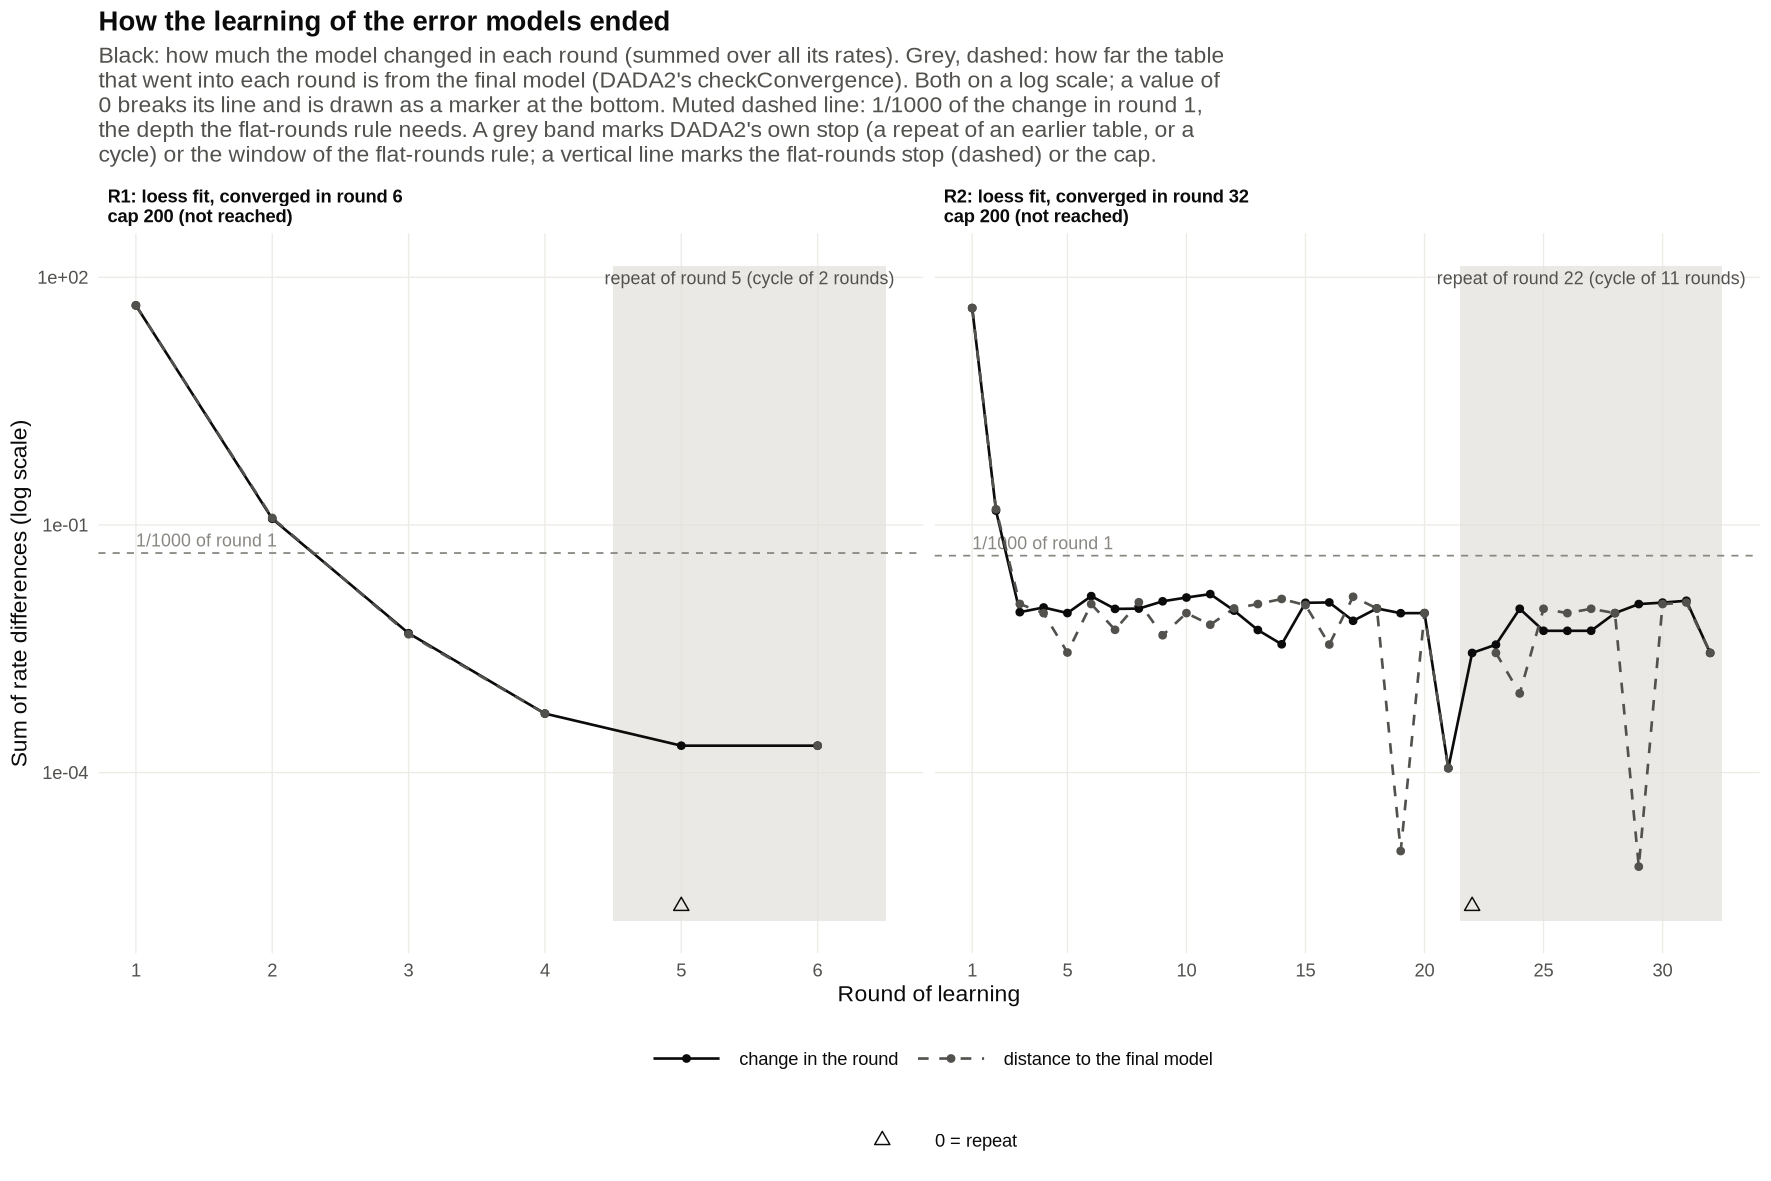 How the learning of the error models ended
Black: how much the model changed in each round (summed over all its rates). Grey, dashed: how far the table
that went into each round is from the final model (DADA2's checkConvergence). Both on a log scale; a value of
0 breaks its line and is drawn as a marker at the bottom. Muted dashed line: 1/1000 of the change in round 1,
the depth the flat-rounds rule needs. A grey band marks DADA2's own stop (a repeat of an earlier table, or a
cycle) or the window of the flat-rounds rule; a vertical line marks the flat-rounds stop (dashed) or the cap.
R1: loess fit, converged in round 6
cap 200 (not reached)
R2: loess fit, converged in round 32
cap 200 (not reached)
Sum of rate differences (log scale)
1e+02
1e-01
1e-04
repeat of round 5 (cycle of 2 rounds)
1/1000 of round 1
repeat of round 22 (cycle of 11 rounds)
1/1000 of round 1
1 2 3 4 5 6
1 5 10 15 20 25 30
Round of learning
change in the round
distance to the final model
0 = repeat